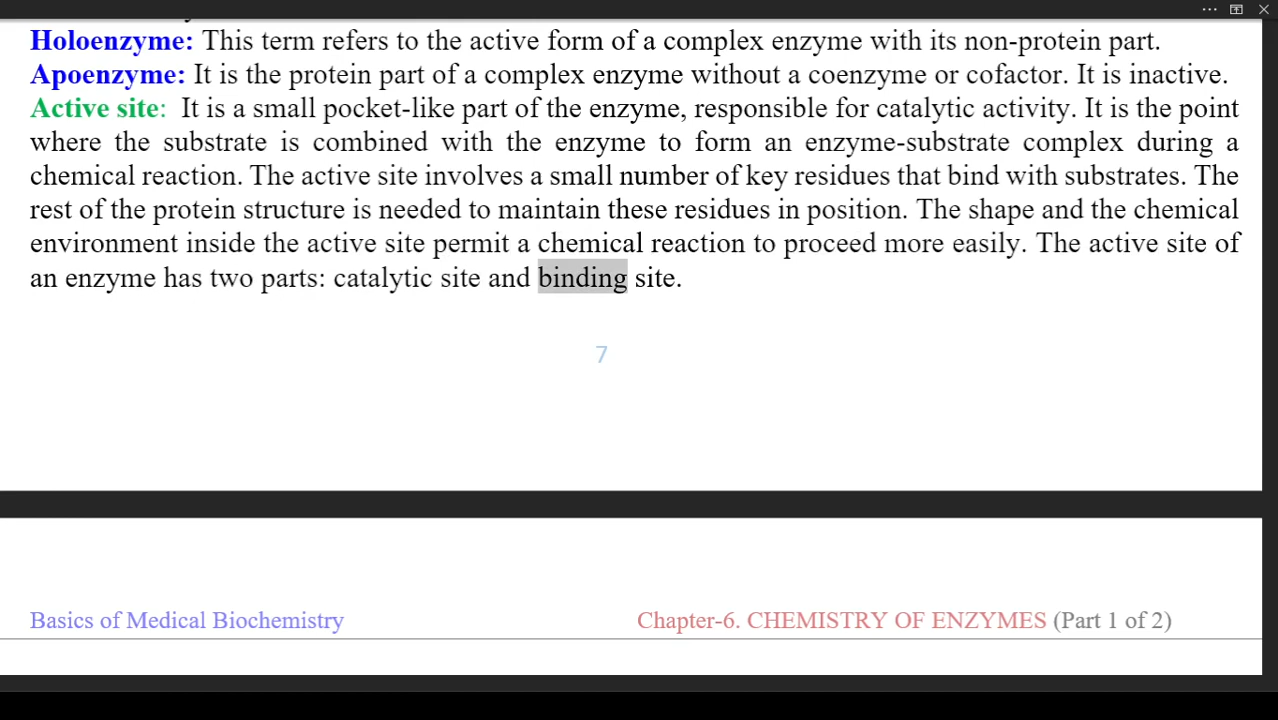 Holoenzyme: This term refers to the active form of a complex enzyme with its non-protein part.
Apoenzyme: It is the protein part of a complex enzyme without a coenzyme or cofactor. It is inactive.
Active site: It is a small pocket-like part of the enzyme, responsible for catalytic activity. It is the point
where the substrate is combined with the enzyme to form an enzyme-substrate complex during a
chemical reaction. The active site involves a small number of key residues that bind with substrates. The
rest of the protein structure is needed to maintain these residues in position. The shape and the chemical
environment inside the active site permit a chemical reaction to proceed more easily. The active site of
an enzyme has two parts: catalytic site and binding site.
7
Basics of Medical Biochemistry Chapter-6. CHEMISTRY OF ENZYMES (Part 1 of 2)